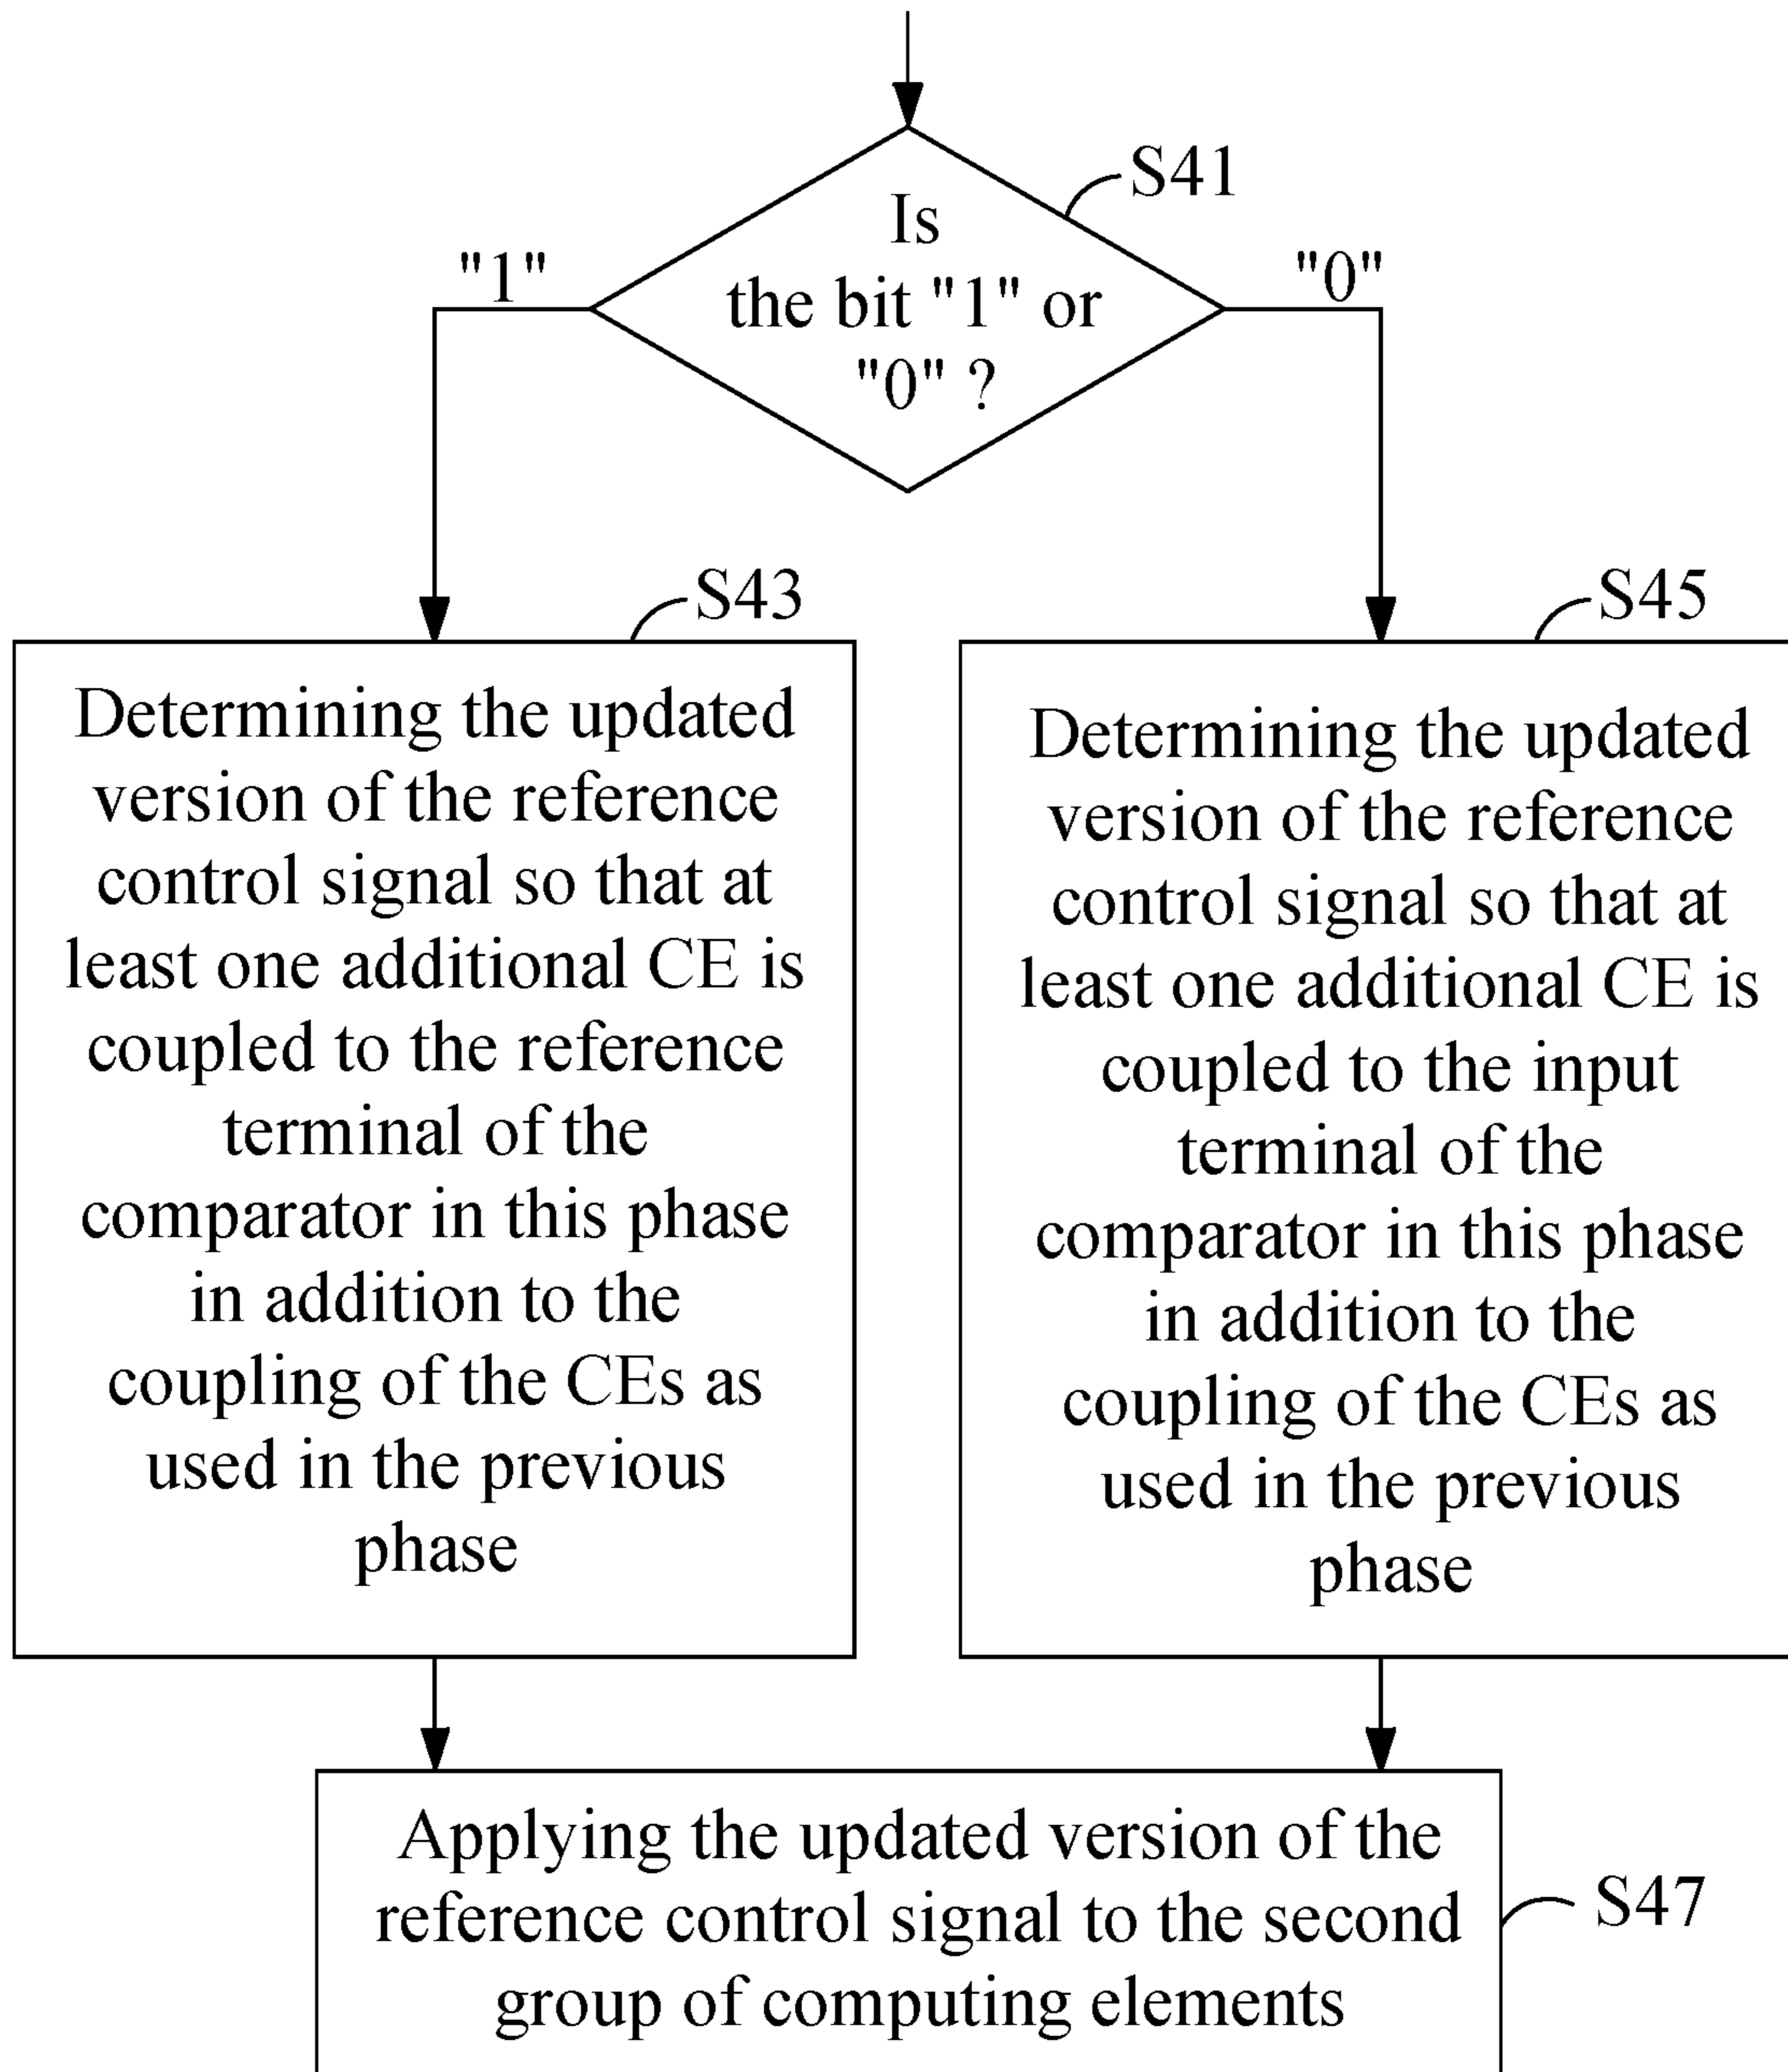 S41
Is
the bit "1" or
"0" ?
"1"
"0"
S43
Determining the updated
version of the reference
control signal so that at
least one additional CE is
coupled to the reference
terminal of the
comparator in this phase
in addition to the
coupling of the CEs as
used in the previous
phase
S45
Determining the updated
version of the reference
control signal so that at
least one additional CE is
coupled to the input
terminal of the
comparator in this phase
in addition to the
coupling of the CEs as
used in the previous
phase
Applying the updated version of the
reference control signal to the second
group of computing elements
S47